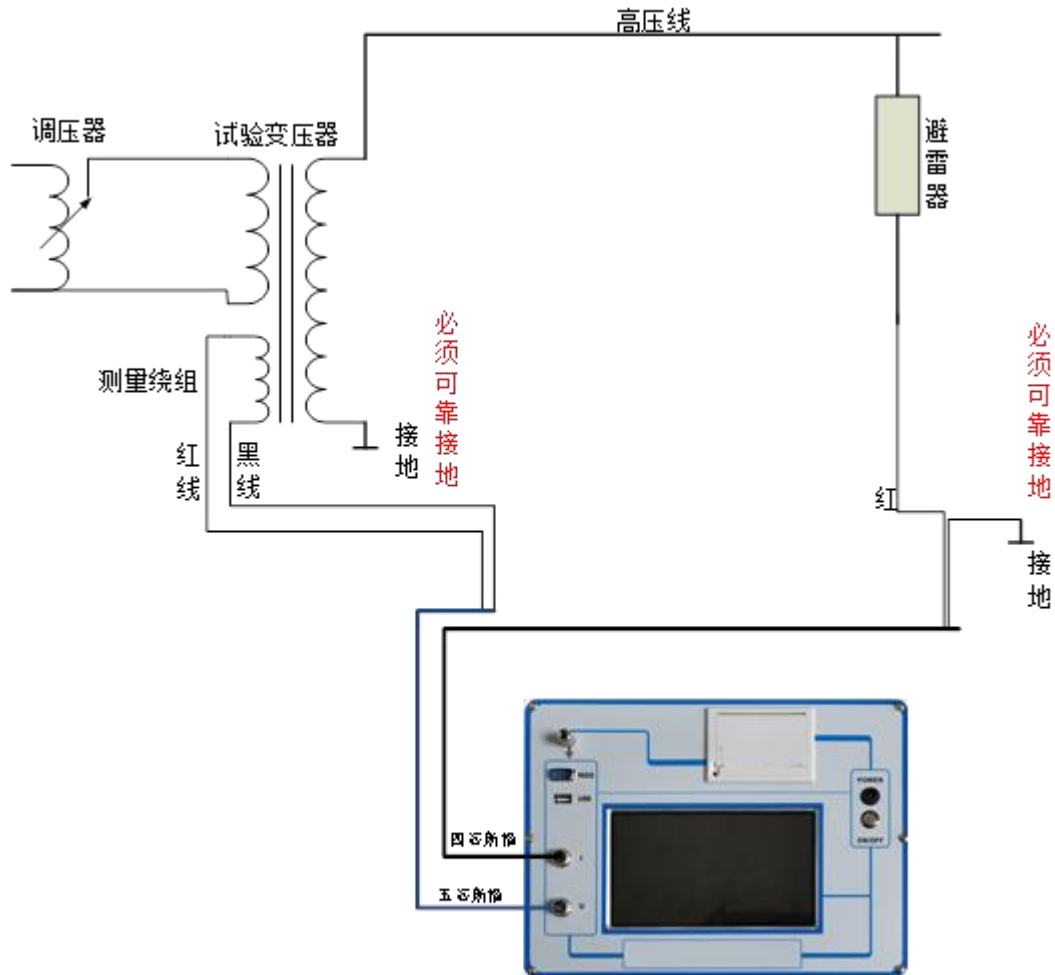 高压线
调压器
试验变压器
避雷器
必须可靠接地
必须可靠接地
测量绕组
接地
红线
黑线
红
接地
POWER
USB
ON/OFF
四芯航插
五芯航插